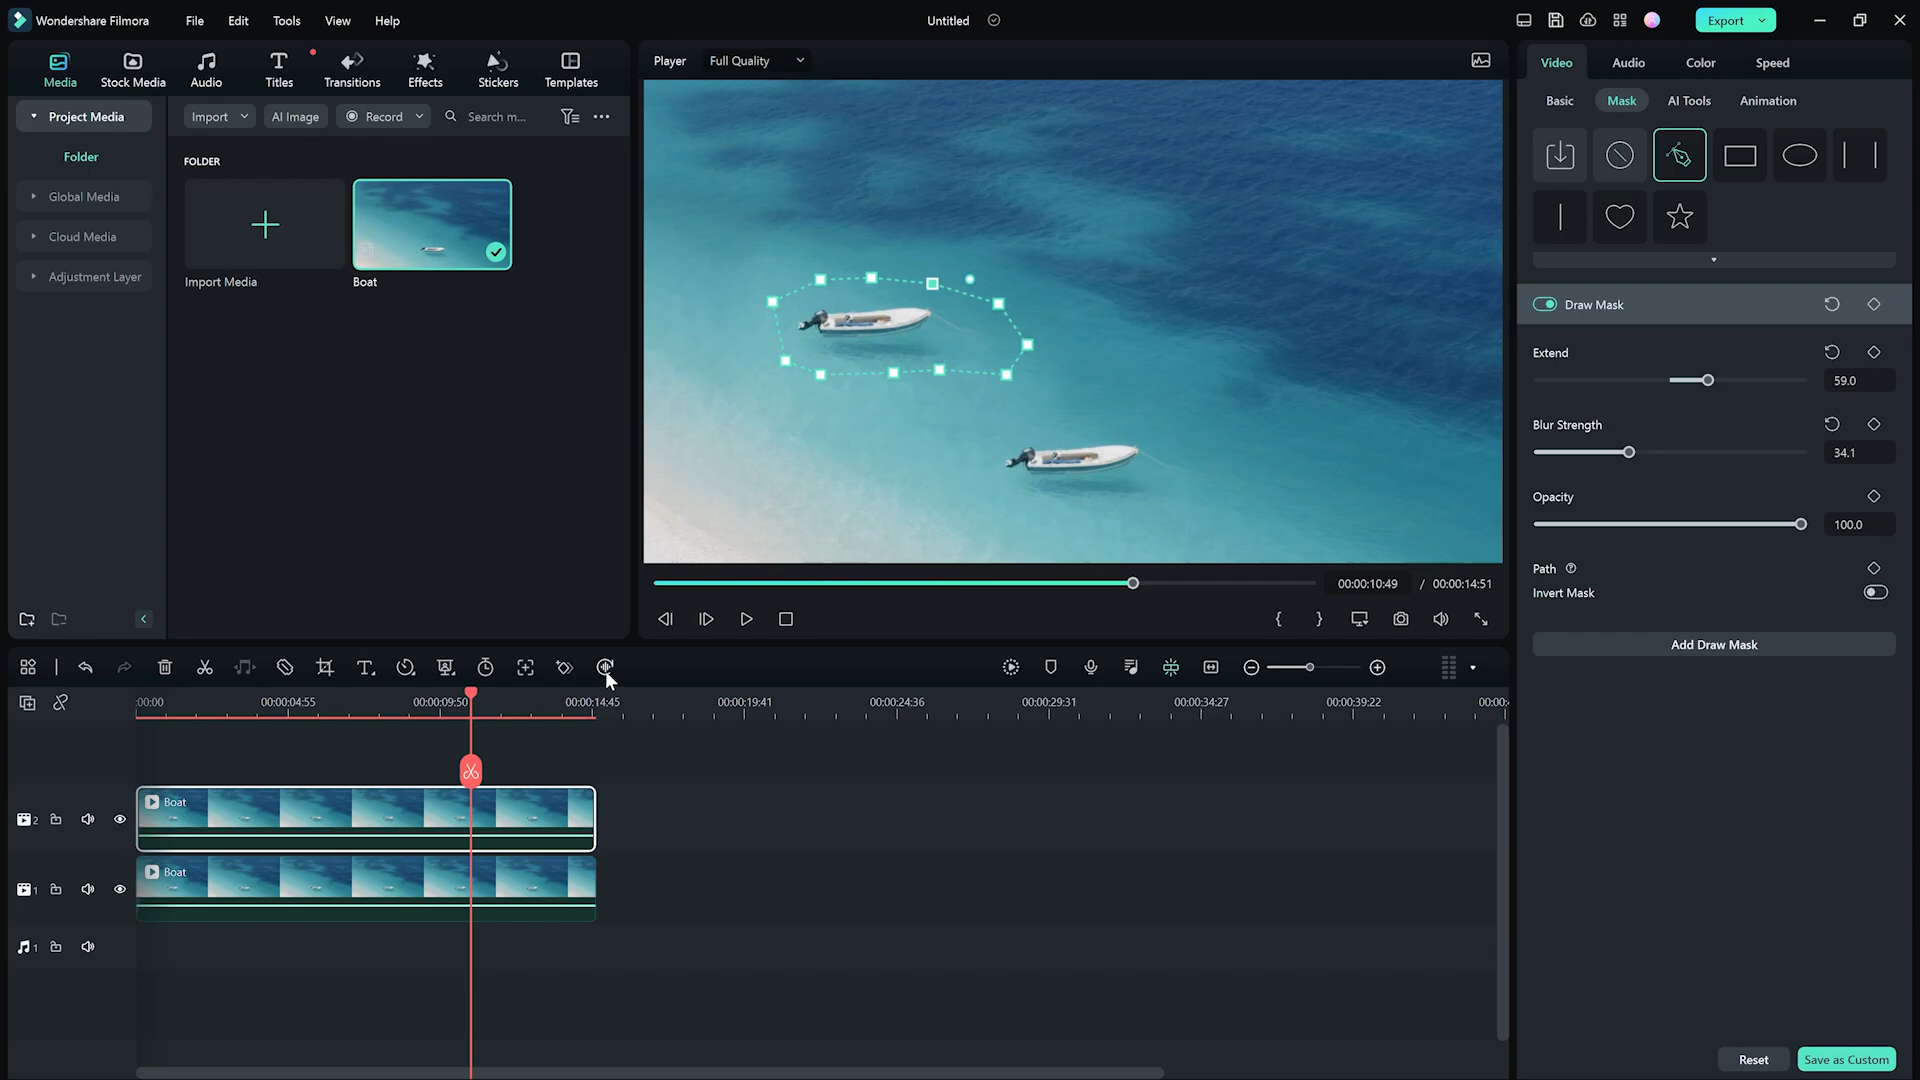 Wondershare Filmora File Edit Tools View Help Untitled Export
Media Stock Media Audio Titles Transitions Effects Stickers Templates
Project Media
Folder
Global Media
Cloud Media
Adjustment Layer
Import AI Image Record Search m...
FOLDER
Import Media Boat
Player Full Quality
00:00:10:49 / 00:00:14:51
{ }
Video Audio Color Speed
Basic Mask AI Tools Animation
Draw Mask
Extend
59.0
Blur Strength
34.1
Opacity
100.0
Path
Invert Mask
Add Draw Mask
:00:00 00:00:04:55 00:00:09:50 00:00:14:45 00:00:19:41 00:00:24:36 00:00:29:31 00:00:34:27 00:00:39:22 00:00:4
Boat
2
Boat
1
1
Reset Save as Custom